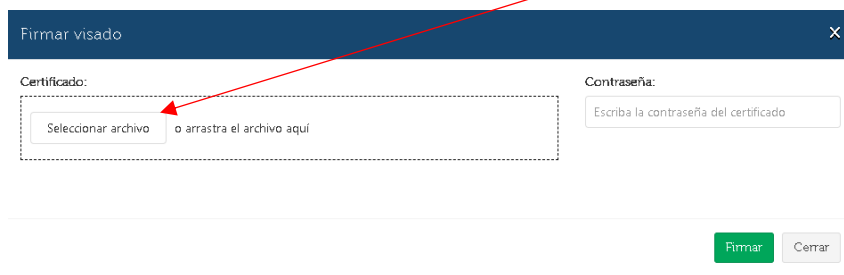 Firmar visado
X
Certificado:
Contraseña:
Seleccionar archivo o arrastra el archivo aquí
Escriba la contraseña del certificado
Firmar Cerrar